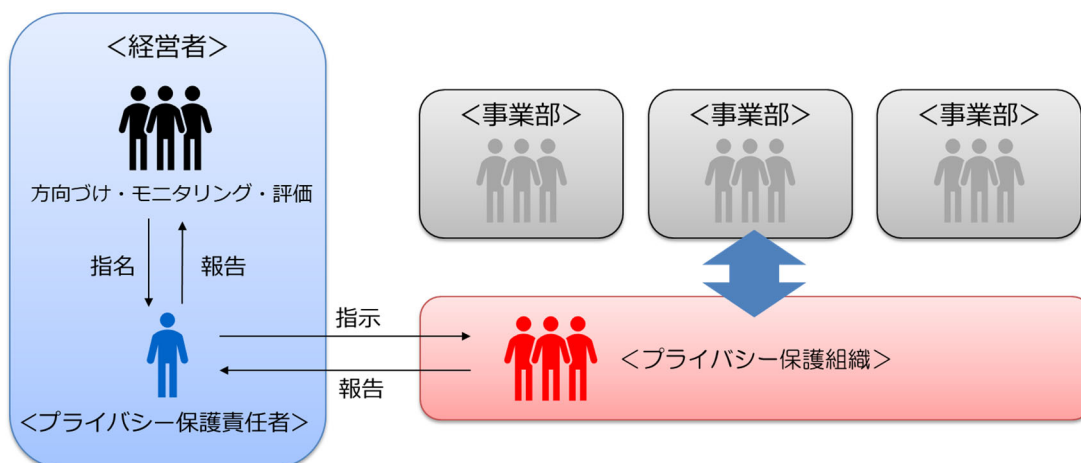 ＜経営者＞
方向づけ・モニタリング・評価
指名
報告
＜プライバシー保護責任者＞
＜事業部＞
＜事業部＞
＜事業部＞
指示
報告
＜プライバシー保護組織＞